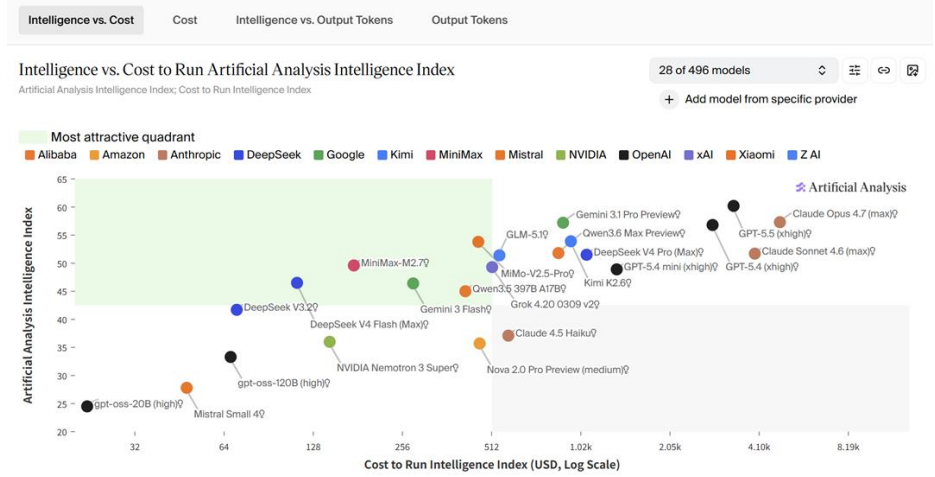 Intelligence vs. Cost Cost Intelligence vs. Output Tokens Output Tokens
Intelligence vs. Cost to Run Artificial Analysis Intelligence Index
28 of 496 models
Artificial Analysis Intelligence Index; Cost to Run Intelligence Index
+ Add model from specific provider
Most attractive quadrant
Alibaba Amazon Anthropic DeepSeek Google Kimi MiniMax Mistral NVIDIA OpenAI xAI Xiaomi Z AI
Artificial Analysis
Artificial Analysis Intelligence Index
65
60
55
50
45
40
35
30
25
20
Gemini 3.1 Pro Preview
Claude Opus 4.7 (max)
GLM-5.1
Qwen3.6 Max Preview
GPT-5.5 (xhigh)
DeepSeek V4 Pro (Max)
Claude Sonnet 4.6 (max)
MiniMax-M2.7
MiMo-V2.5-Pro
GPT-5.4 mini (xhigh)
GPT-5.4 (xhigh)
Kimi K2.6
Qwen3.5 397B A17B
DeepSeek V3.2
Gemini 3 Flash
Grok 4.20 0309 v2
DeepSeek V4 Flash (Max)
Claude 4.5 Haiku
NVIDIA Nemotron 3 Super
Nova 2.0 Pro Preview (medium)
gpt-oss-120B (high)
gpt-oss-20B (high)
Mistral Small 4
32 64 128 256 512 1.02k 2.05k 4.10k 8.19k
Cost to Run Intelligence Index (USD, Log Scale)